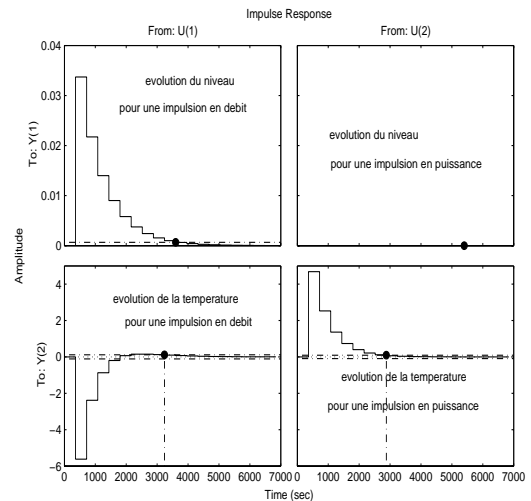 Impulse Response
From: U(1)
From: U(2)
Amplitude
To: Y(1)
0.04
0.03
0.02
0.01
0
evolution du niveau
pour une impulsion en debit
evolution du niveau
pour une impulsion en puissance
To: Y(2)
4
2
0
−2
−4
−6
evolution de la temperature
pour une impulsion en debit
evolution de la temperature
pour une impulsion en puissance
0 1000 2000 3000 4000 5000 6000 7000
0 1000 2000 3000 4000 5000 6000 7000
Time (sec)